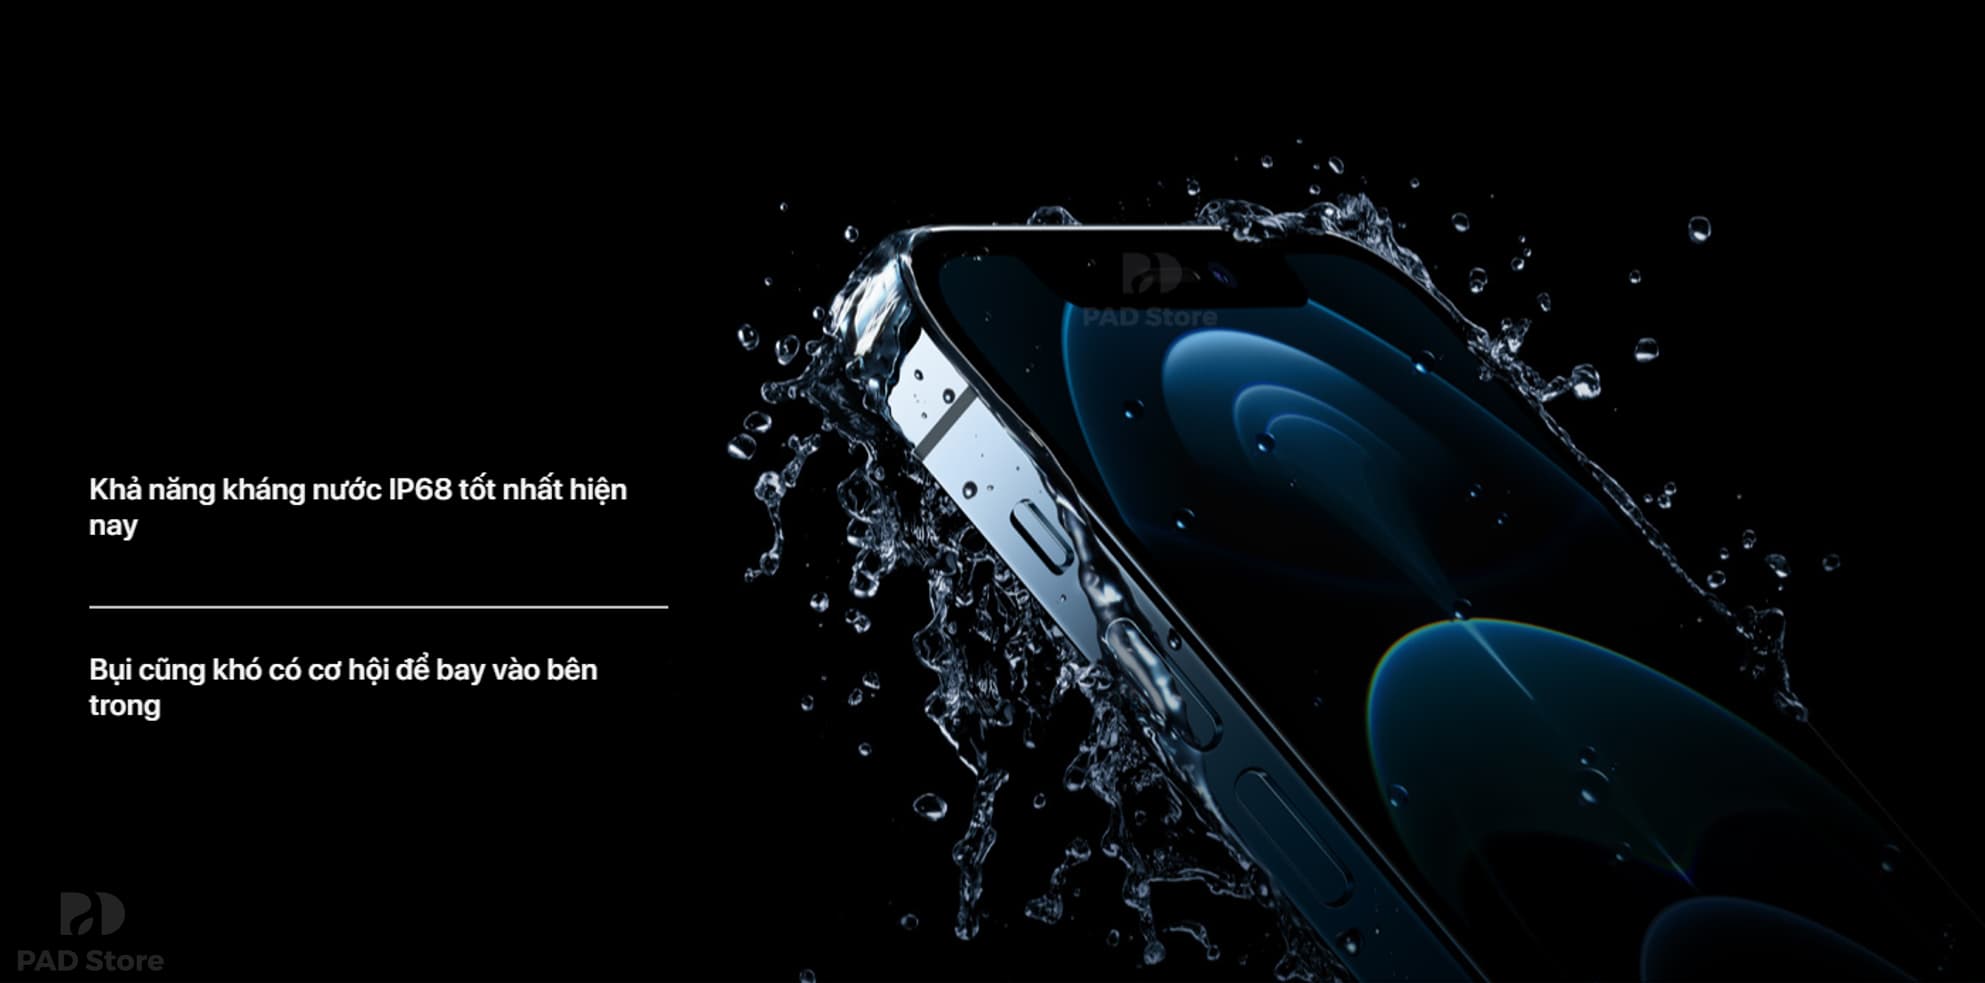 PAD Store
Khả năng kháng nước IP68 tốt nhất hiện
nay
Bụi cũng khó có cơ hội để bay vào bên
trong
PAD Store